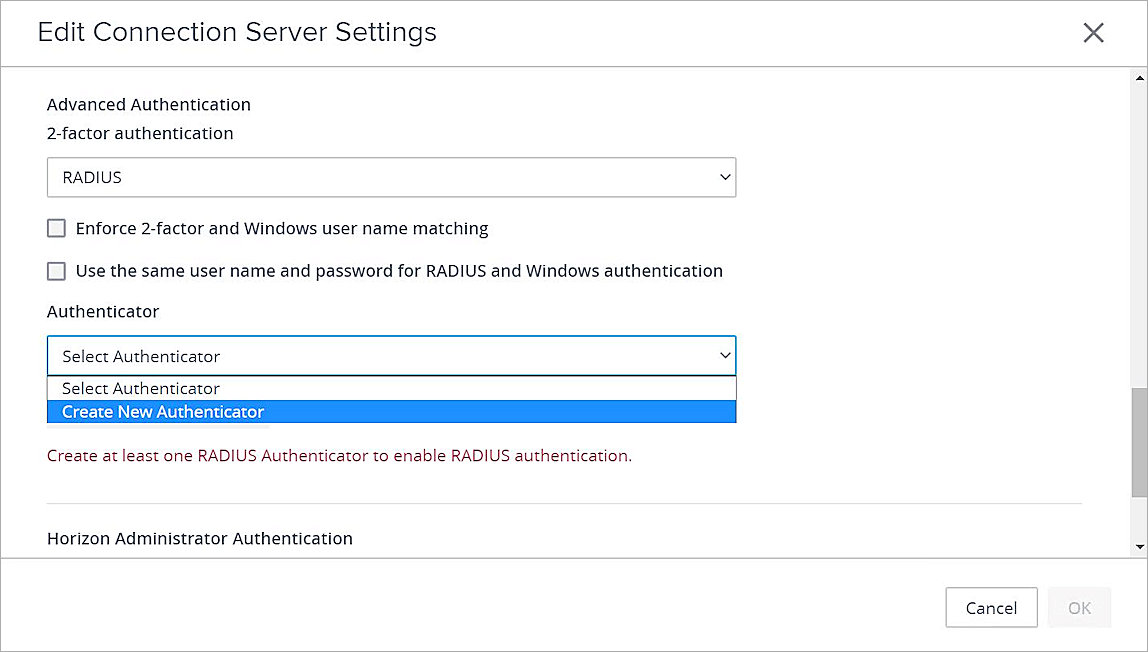 Edit Connection Server Settings
Advanced Authentication
2-factor authentication
RADIUS
Enforce 2-factor and Windows user name matching
Use the same user name and password for RADIUS and Windows authentication
Authenticator
Select Authenticator
Select Authenticator
Create New Authenticator
Create at least one RADIUS Authenticator to enable RADIUS authentication.
Horizon Administrator Authentication
Cancel OK